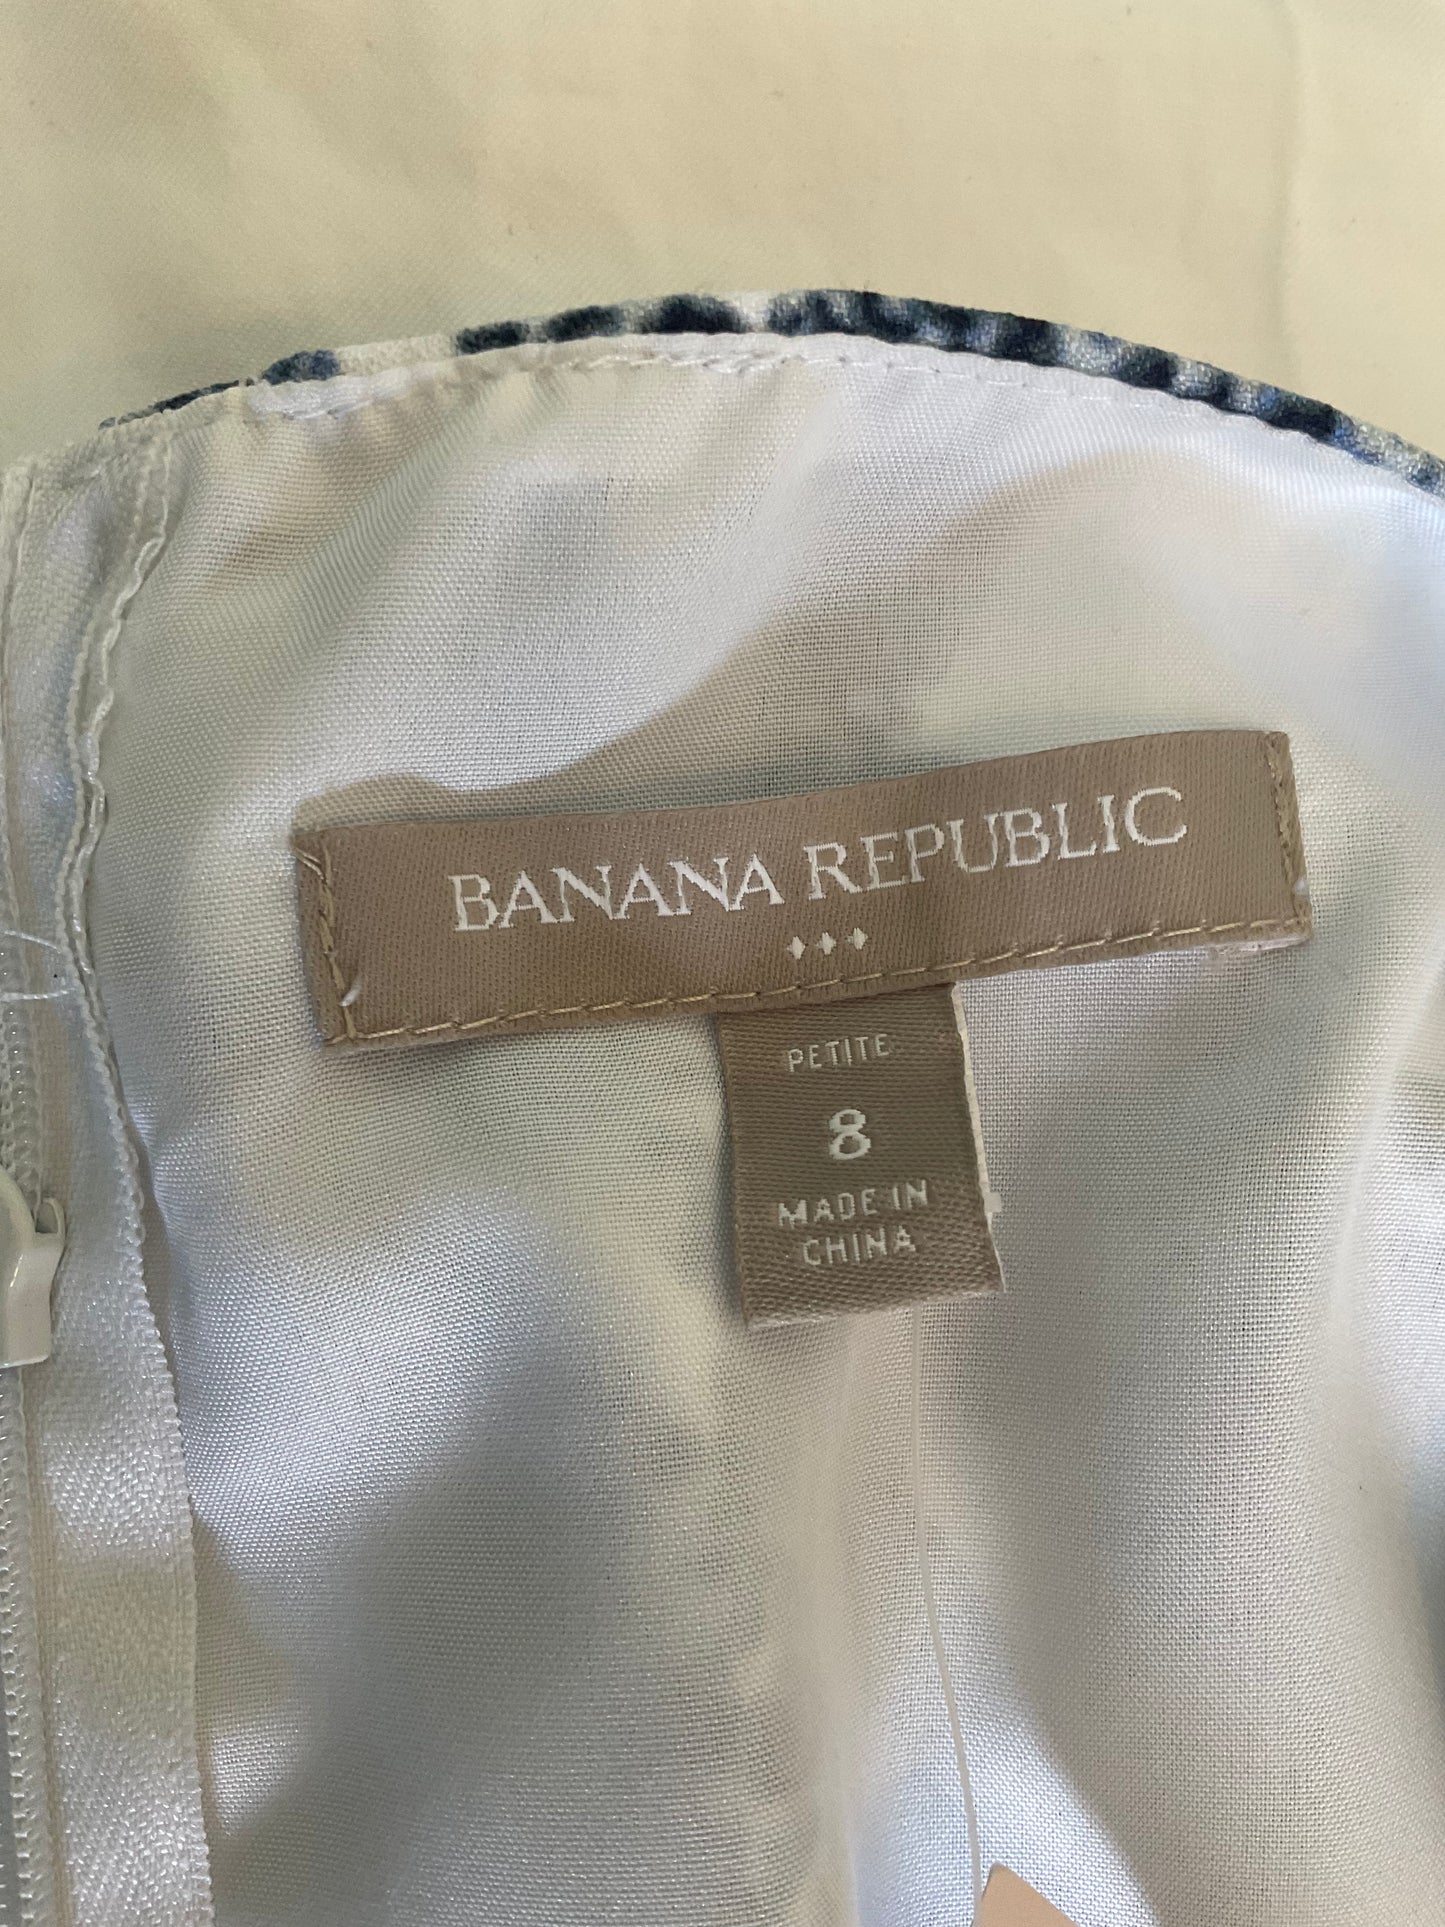 BANANA REPUBLIC
PETITE
8
MADE IN
CHINA